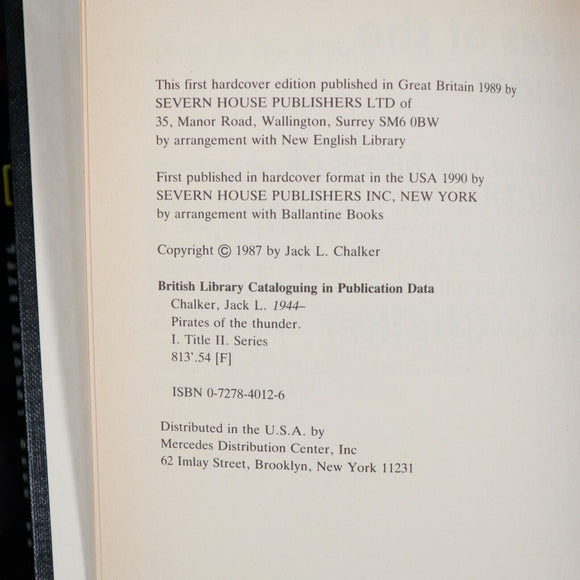 This first hardcover edition published in Great Britain 1989 by
SEVERN HOUSE PUBLISHERS LTD of
35, Manor Road, Wallington, Surrey SM6 0BW
by arrangement with New English Library
First published in hardcover format in the USA 1990 by
SEVERN HOUSE PUBLISHERS INC, NEW YORK
by arrangement with Ballantine Books
Copyright © 1987 by Jack L. Chalker
British Library Cataloguing in Publication Data
Chalker, Jack L. 1944–
Pirates of the thunder.
I. Title II. Series
813'.54 [F]
ISBN 0-7278-4012-6
Distributed in the U.S.A. by
Mercedes Distribution Center, Inc
62 Imlay Street, Brooklyn, New York 11231